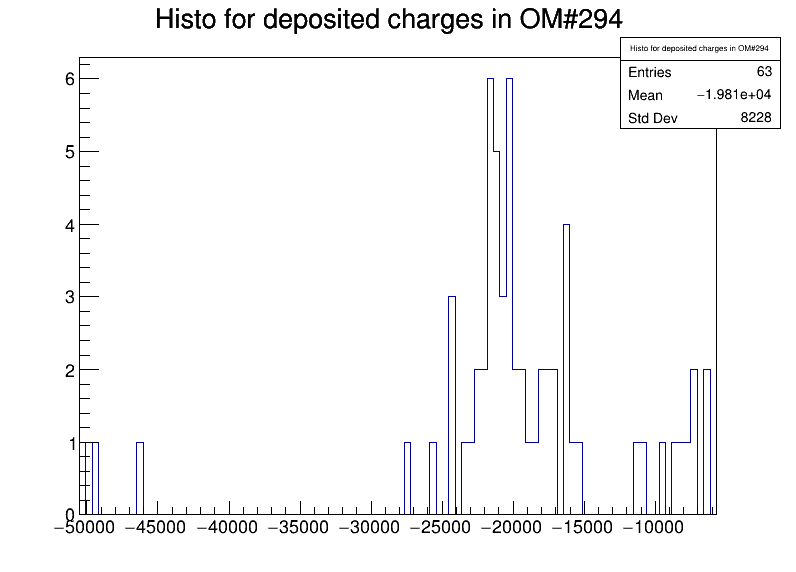 Histo for deposited charges in OM#294
Histo for deposited charges in OM#294
Entries 63
Mean −1.981e+04
Std Dev 8228
6
5
4
3
2
1
0
−50000 −45000 −40000 −35000 −30000 −25000 −20000 −15000 −10000